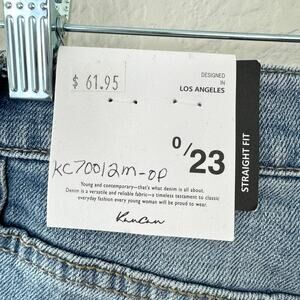 $ 61.95
DESIGNED
IN
LOS ANGELES
0/23
STRAIGHT FIT
KC70012M-OP
Young and contemporary—that's what denim is all about.
Denim is a versatile and reliable fabric—a timeless testament to classic
everyday fashion every young woman will be proud to wear.
KanCan